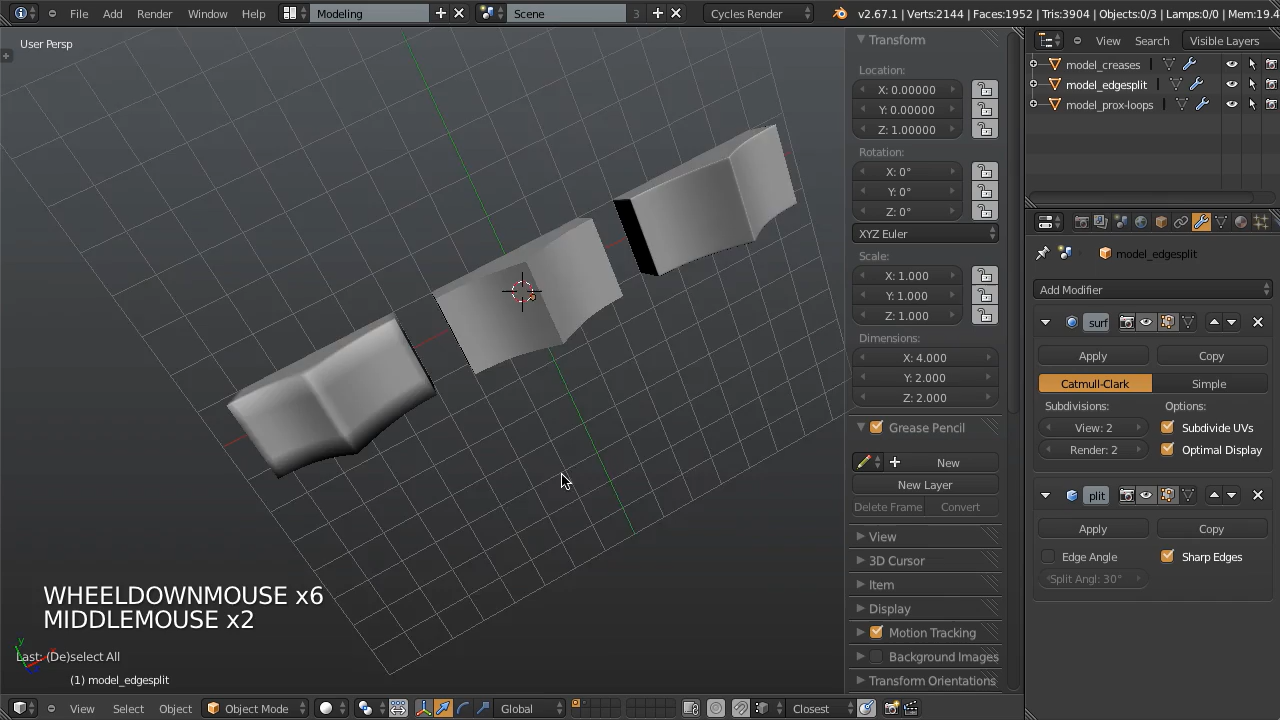 File Add Render Window Help Modeling Scene 3 Cycles Render v2.67.1 | Verts:2144 | Faces:1952 | Tris:3904 | Objects:0/3 | Lamps:0/0 | Mem:19.4
User Persp
Transform
Location:
X: 0.00000
Y: 0.00000
Z: 1.00000
Rotation:
X: 0°
Y: 0°
Z: 0°
XYZ Euler
Scale:
X: 1.000
Y: 1.000
Z: 1.000
Dimensions:
X: 4.000
Y: 2.000
Z: 2.000
Grease Pencil
New
New Layer
Delete Frame Convert
View
3D Cursor
Item
Display
Motion Tracking
Background Images
Transform Orientations
View Search Visible Layers
model_creases
model_edgesplit
model_prox-loops
model_edgesplit
Add Modifier
surf
Apply Copy
Catmull-Clark Simple
Subdivisions: Options:
View: 2 Subdivide UVs
Render: 2 Optimal Display
plit
Apply Copy
Edge Angle Sharp Edges
Split Angl: 30°
WHEELDOWNMOUSE x6
MIDDLEMOUSE x2
y
Last: (De)select All
(1) model_edgesplit
View Select Object Object Mode Global Closest